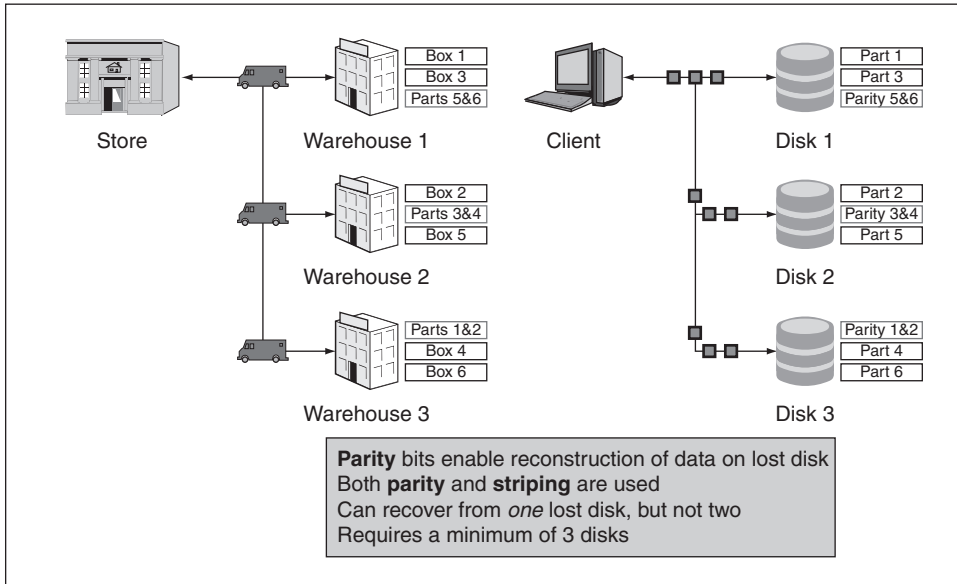 Box 1
Box 3
Parts 5&6
Store
Warehouse 1
Box 2
Parts 3&4
Box 5
Warehouse 2
Parts 1&2
Box 4
Box 6
Warehouse 3
Part 1
Part 3
Parity 5&6
Client
Disk 1
Part 2
Parity 3&4
Part 5
Disk 2
Parity 1&2
Part 4
Part 6
Disk 3
Parity bits enable reconstruction of data on lost disk
Both parity and striping are used
Can recover from one lost disk, but not two
Requires a minimum of 3 disks